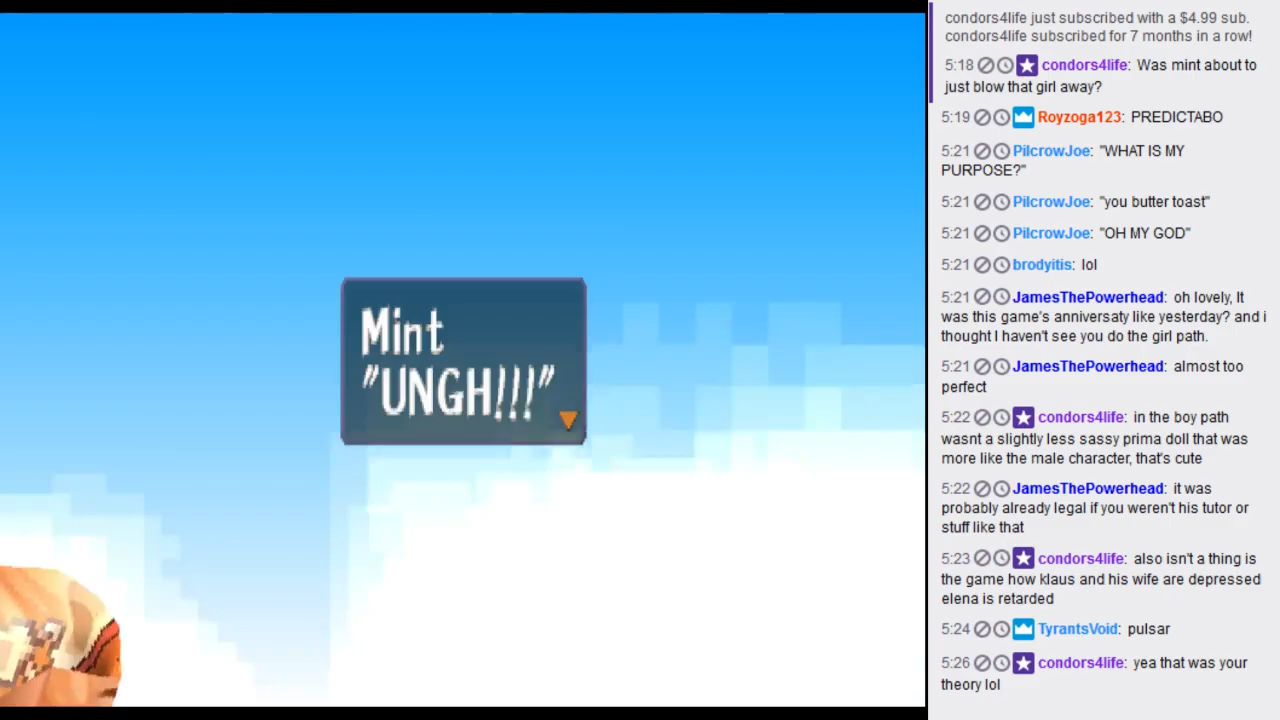 condors4life just subscribed with a $4.99 sub.
condors4life subscribed for 7 months in a row!
5:18 condors4life: Was mint about to
just blow that girl away?
5:19 Royzoga123: PREDICTABO
5:21 PilcrowJoe: "WHAT IS MY
PURPOSE?"
5:21 PilcrowJoe: "you butter toast"
5:21 PilcrowJoe: "OH MY GOD"
5:21 brodyitis: lol
5:21 JamesThePowerhead: oh lovely, It
was this game's anniversaty like yesterday? and i
thought I haven't see you do the girl path.
5:21 JamesThePowerhead: almost too
perfect
5:22 condors4life: in the boy path
wasnt a slightly less sassy prima doll that was
more like the male character, that's cute
5:22 JamesThePowerhead: it was
probably already legal if you weren't his tutor or
stuff like that
5:23 condors4life: also isn't a thing is
the game how klaus and his wife are depressed
elena is retarded
5:24 TyrantsVoid: pulsar
5:26 condors4life: yea that was your
theory lol
Mint
"UNGH!!!"